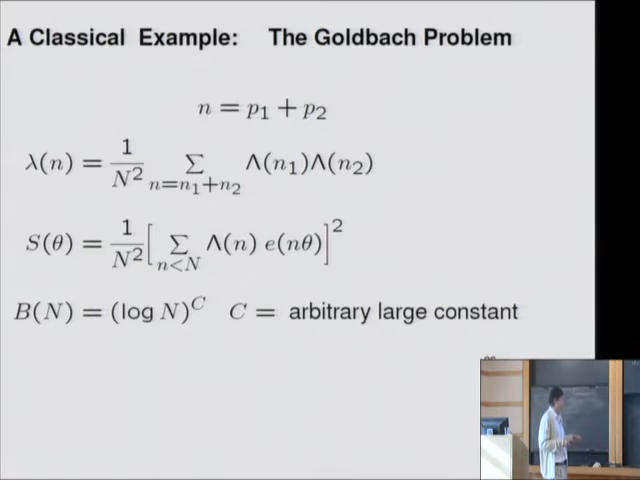 A Classical Example: The Goldbach Problem
n = p₁ + p₂
λ(n) = 1/N² ∑_{n=n₁+n₂} Λ(n₁)Λ(n₂)
S(θ) = 1/N² [∑_{n<N} Λ(n) e(nθ)]²
B(N) = (log N)^C C = arbitrary large constant